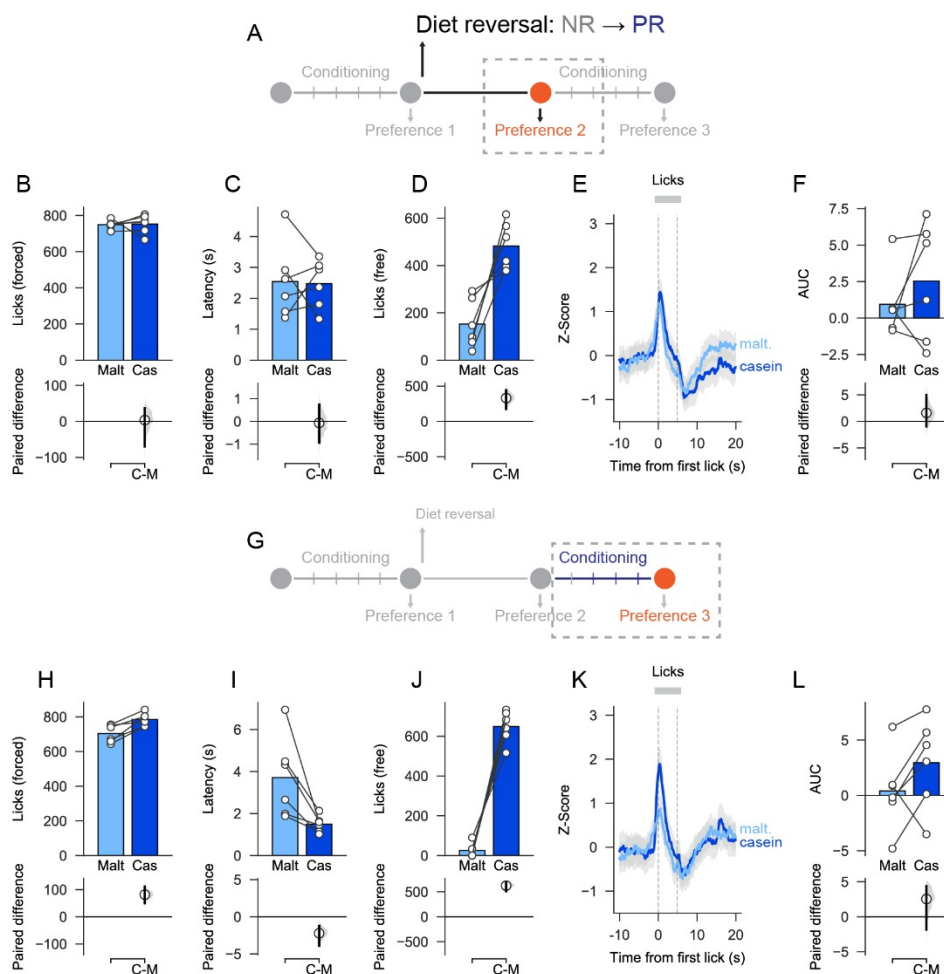 A
Diet reversal: NR → PR
Conditioning
Conditioning
Preference 1
Preference 2
Preference 3
B
C
D
E
F
Licks
Licks (forced)
800
600
400
200
0
Malt Cas
Latency (s)
4
3
2
1
0
Malt Cas
Licks (free)
800
600
400
200
0
Malt Cas
Z-Score
3
2
1
0
−1
malt.
casein
-10 0 10 20
Time from first lick (s)
AUC
7.5
5.0
2.5
0.0
−2.5
Malt Cas
Paired difference
100
0
−100
C-M
Paired difference
1
0
−1
C-M
Paired difference
500
0
−500
C-M
Paired difference
5
0
−5
C-M
G
Diet reversal
Conditioning
Conditioning
Preference 1
Preference 2
Preference 3
H
I
J
K
L
Licks
Licks (forced)
800
600
400
200
0
Malt Cas
Latency (s)
6
4
2
0
Malt Cas
Licks (free)
800
600
400
200
0
Malt Cas
Z-Score
3
2
1
0
−1
malt.
casein
-10 0 10 20
Time from first lick (s)
AUC
5
0
−5
Malt Cas
Paired difference
100
0
−100
C-M
Paired difference
5
0
−5
C-M
Paired difference
500
0
−500
C-M
Paired difference
5
0
−5
C-M